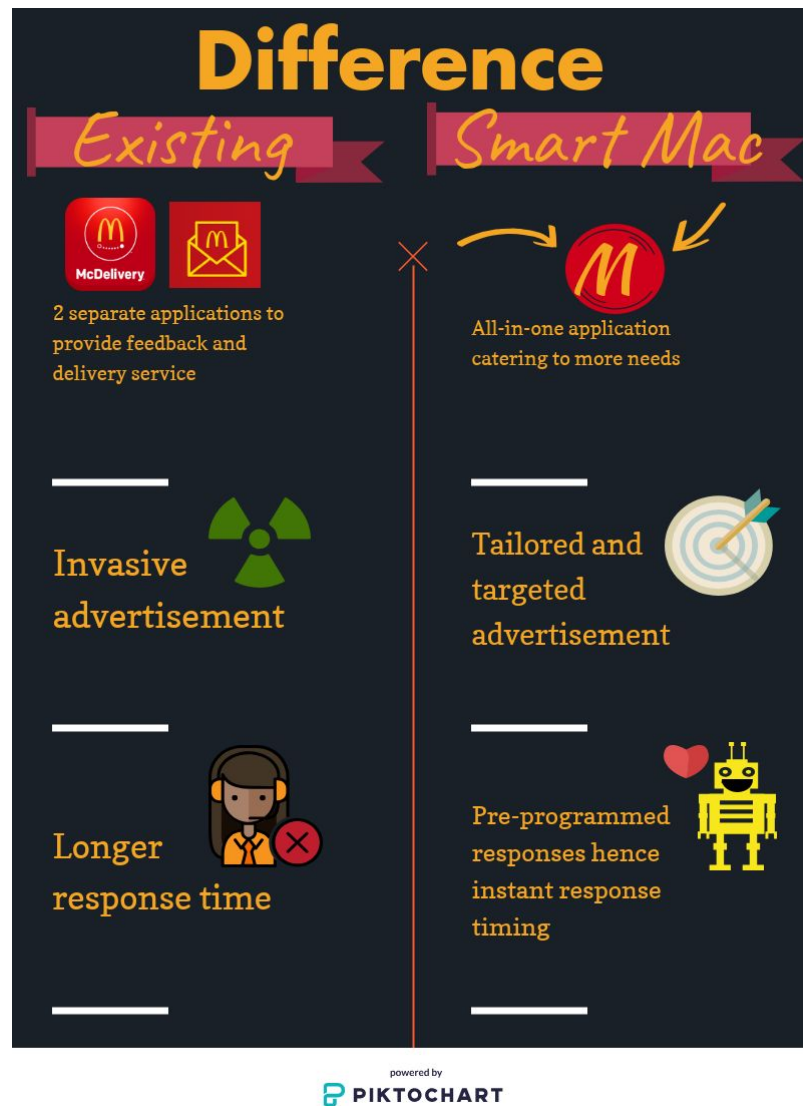 Difference
Existing
Smart Mac
McDelivery
2 separate applications to
provide feedback and
delivery service
All-in-one application
catering to more needs
Invasive
advertisement
Tailored and
targeted
advertisement
Longer
response time
Pre-programmed
responses hence
instant response
timing
powered by
PIKTOCHART